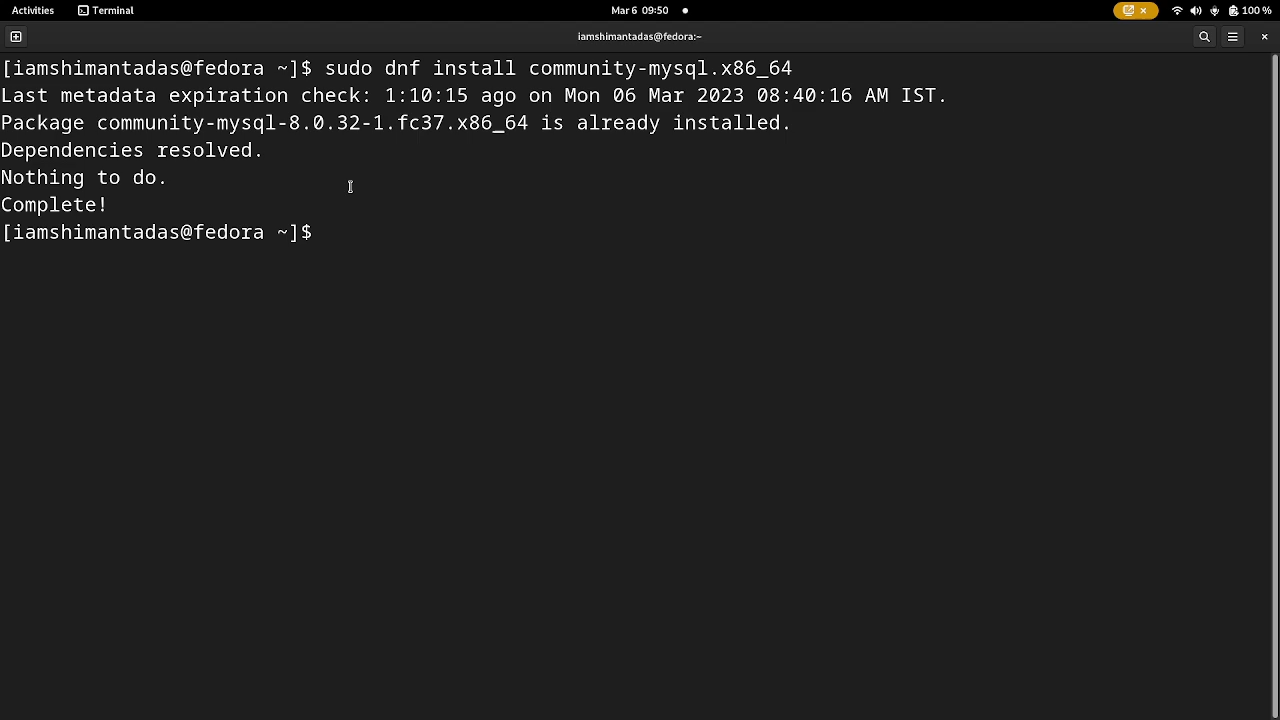 Activities Terminal Mar 6 09:50 100 %
iamshimantadas@fedora:~
[iamshimantadas@fedora ~]$ sudo dnf install community-mysql.x86_64
Last metadata expiration check: 1:10:15 ago on Mon 06 Mar 2023 08:40:16 AM IST.
Package community-mysql-8.0.32-1.fc37.x86_64 is already installed.
Dependencies resolved.
Nothing to do.
Complete!
[iamshimantadas@fedora ~]$